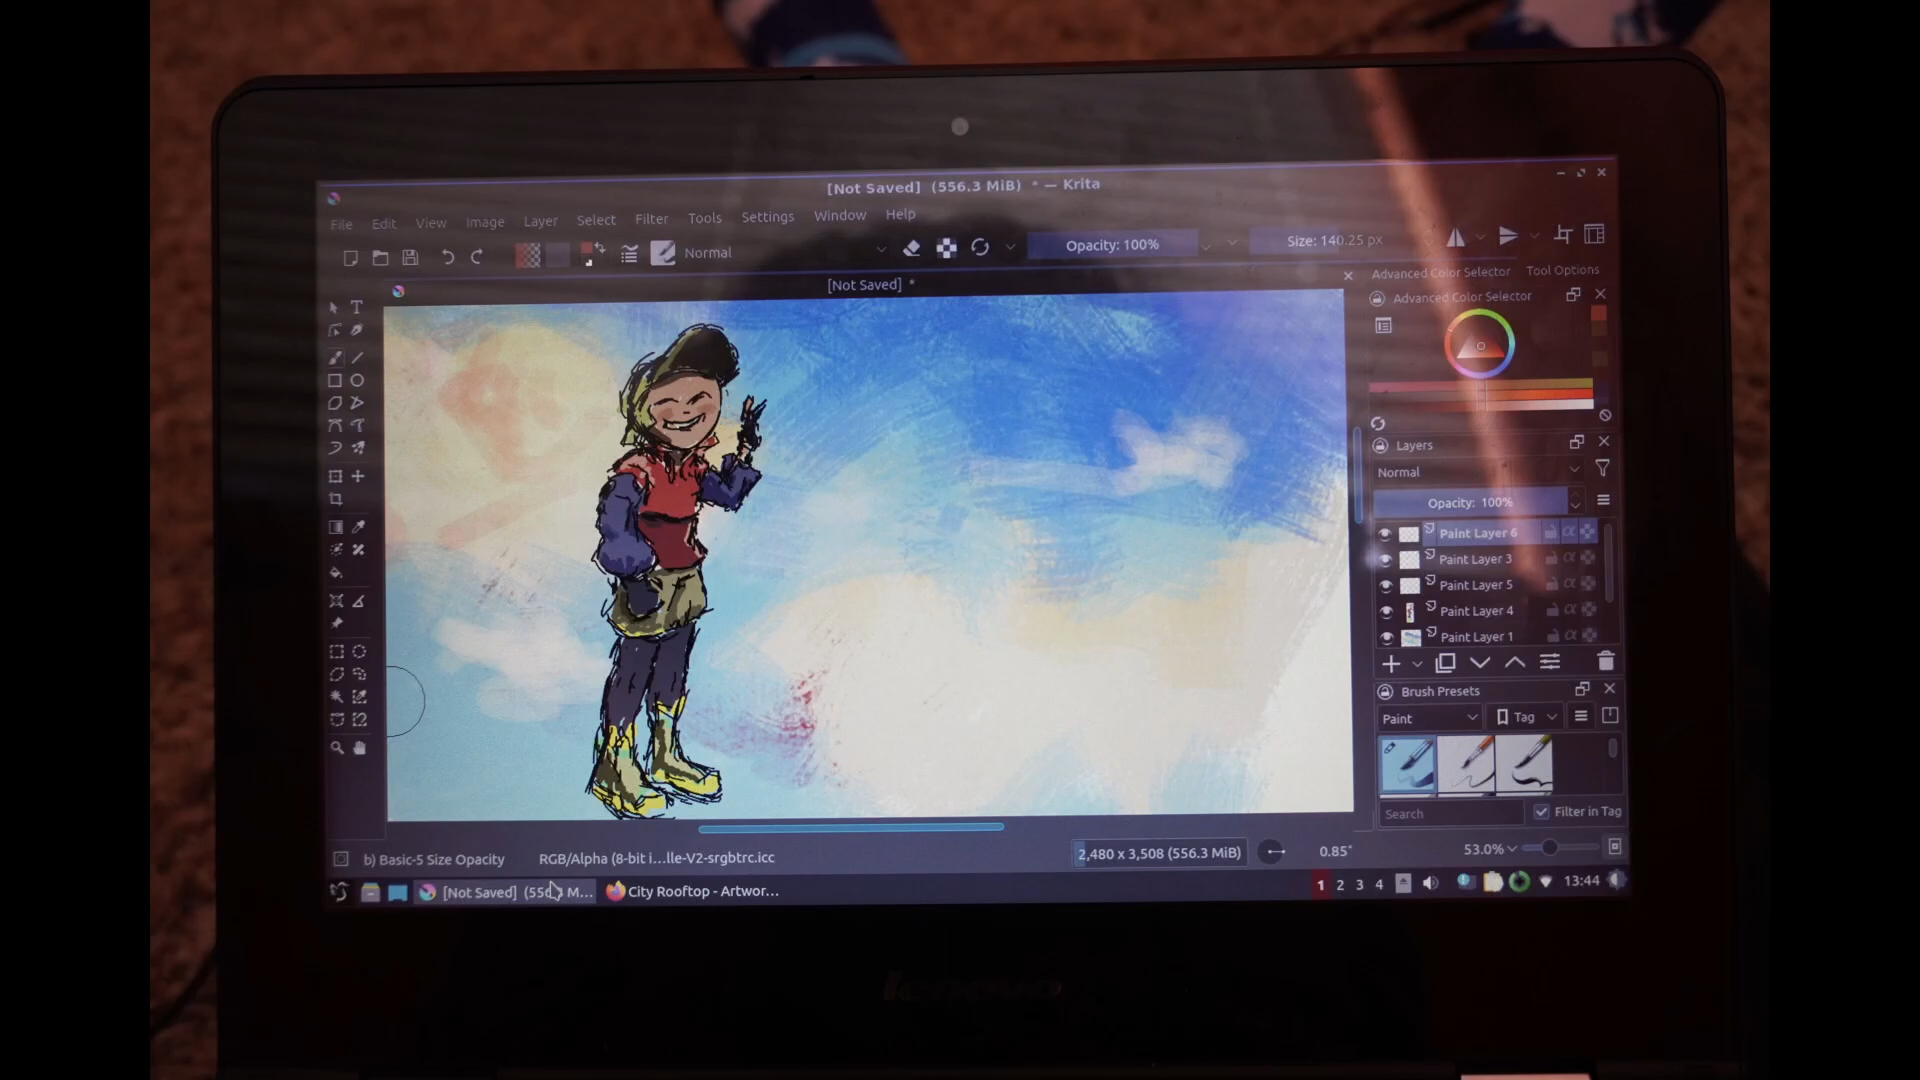 [Not Saved] (556.3 MiB) * — Krita
File Edit View Image Layer Select Filter Tools Settings Window Help
Normal Opacity: 100% Size: 140.25 px
[Not Saved] *
Advanced Color Selector Tool Options
Advanced Color Selector
Layers
Normal
Opacity: 100%
Paint Layer 6
Paint Layer 3
Paint Layer 5
Paint Layer 4
Paint Layer 1
Brush Presets
Paint Tag
Search Filter in Tag
b) Basic-5 Size Opacity RGB/Alpha (8-bit i...lle-V2-srgbtrc.icc 2,480 x 3,508 (556.3 MiB) 0.85° 53.0%
[Not Saved] (556.3 M... City Rooftop - Artwor... 1 2 3 4 13:44
lenovo